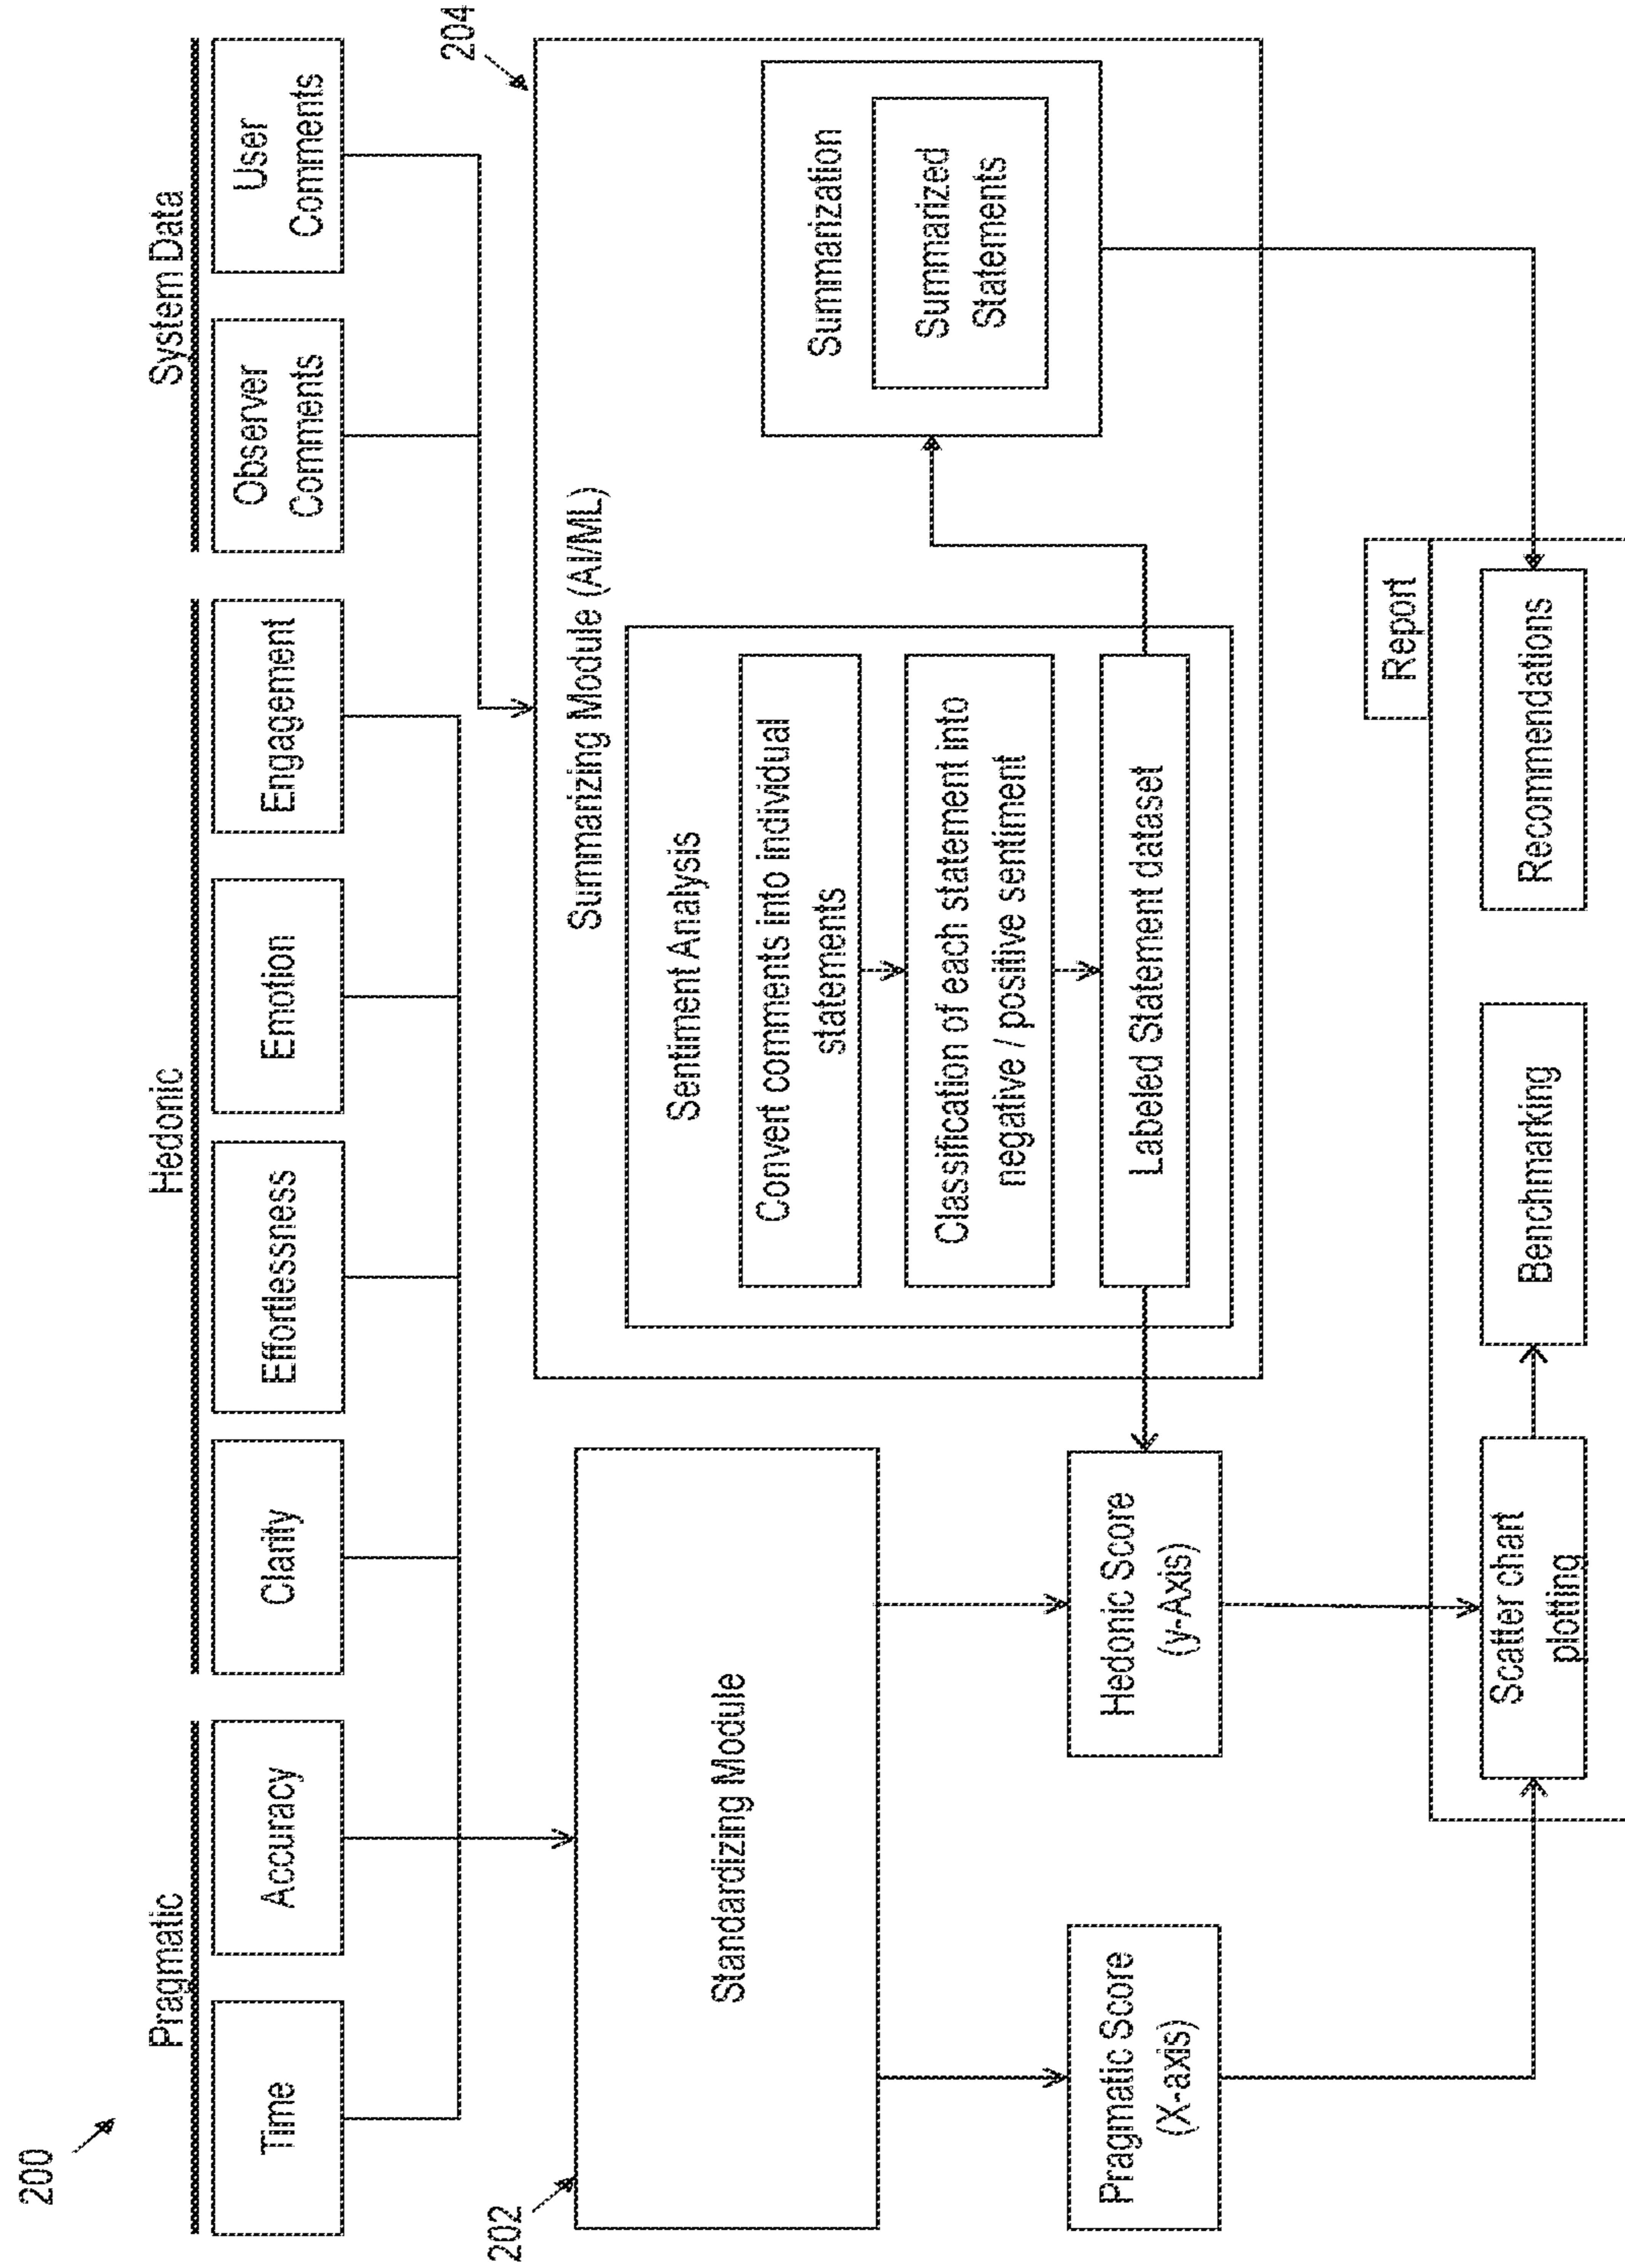 200
204
Pragmatic
Hedonic
System Data
Time
Accuracy
Clarity
Effortlessness
Emotion
Engagement
Observer
Comments
User
Comments
202
Standardizing Module
Summarizing Module (AI/ML)
Sentiment Analysis
Convert comments into individual
statements
Classification of each statement into
negative / positive sentiment
Labeled Statement dataset
Summarization
Summarized
Statements
Pragmatic Score
(X-axis)
Hedonic Score
(y-Axis)
Report
Scatter chart
plotting
Benchmarking
Recommendations